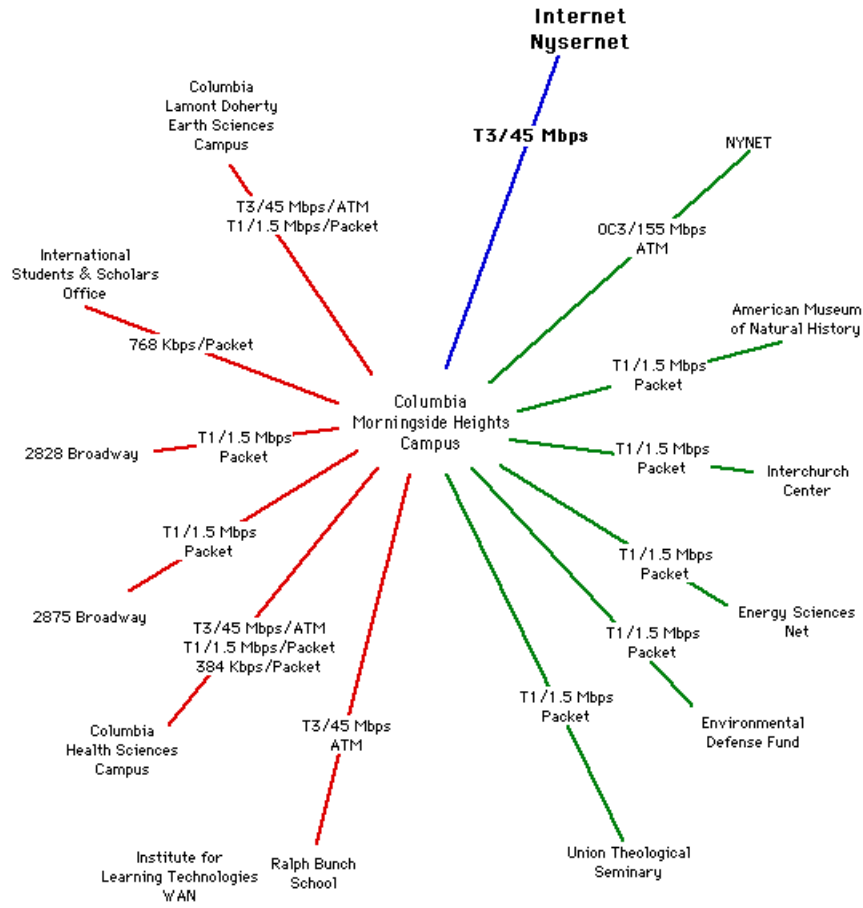 Internet
Nysernet
T3/45 Mbps
Columbia
Lamont Doherty
Earth Sciences
Campus
T3/45 Mbps/ATM
T1/1.5 Mbps/Packet
NYNET
OC3/155 Mbps
ATM
International
Students & Scholars
Office
768 Kbps/Packet
American Museum
of Natural History
T1/1.5 Mbps
Packet
Columbia
Morningside Heights
Campus
2828 Broadway
T1/1.5 Mbps
Packet
T1/1.5 Mbps
Packet
Interchurch
Center
T1/1.5 Mbps
Packet
2875 Broadway
T1/1.5 Mbps
Packet
Energy Sciences
Net
T3/45 Mbps/ATM
T1/1.5 Mbps/Packet
384 Kbps/Packet
Columbia
Health Sciences
Campus
T1/1.5 Mbps
Packet
Environmental
Defense Fund
T3/45 Mbps
ATM
T1/1.5 Mbps
Packet
Institute for
Learning Technologies
WAN
Ralph Bunch
School
Union Theological
Seminary